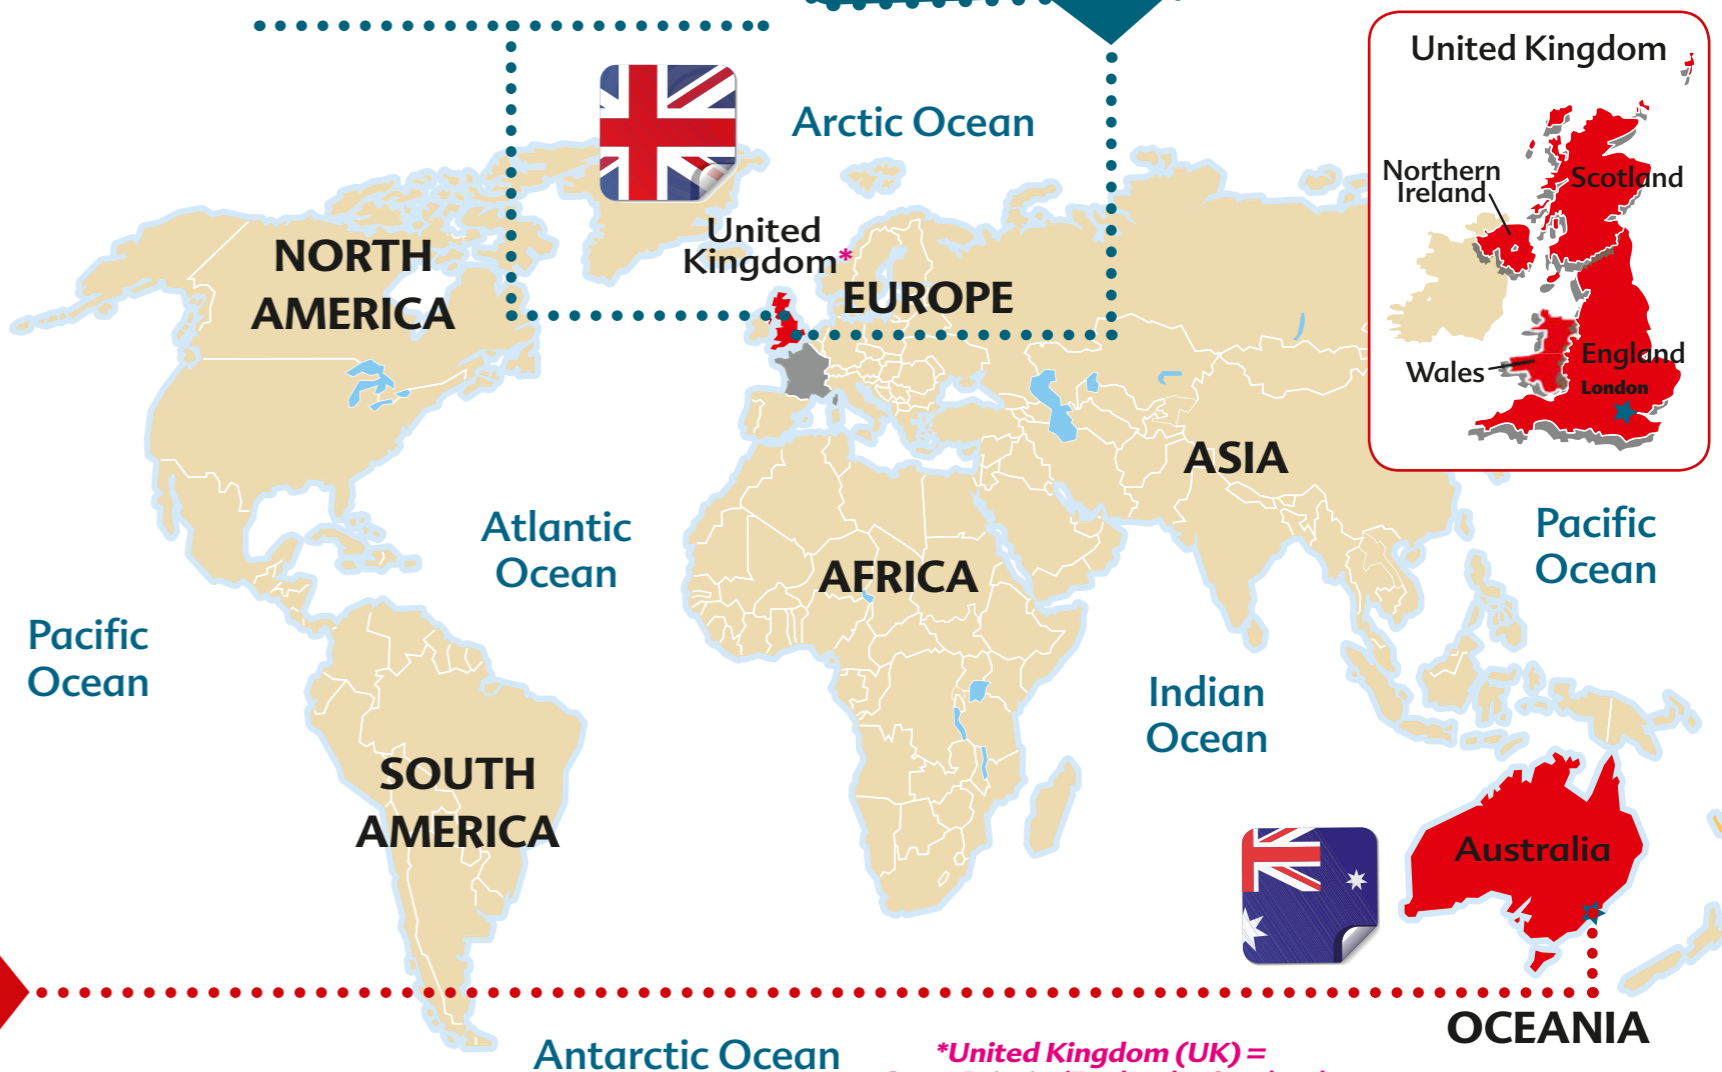 United Kingdom
Arctic Ocean
Northern
Ireland
Scotland
United
Kingdom*
NORTH
AMERICA
EUROPE
England
Wales
London
ASIA
Atlantic
Ocean
Pacific
Ocean
AFRICA
Pacific
Ocean
Indian
Ocean
SOUTH
AMERICA
Australia
OCEANIA
Antarctic Ocean
*United Kingdom (UK) =